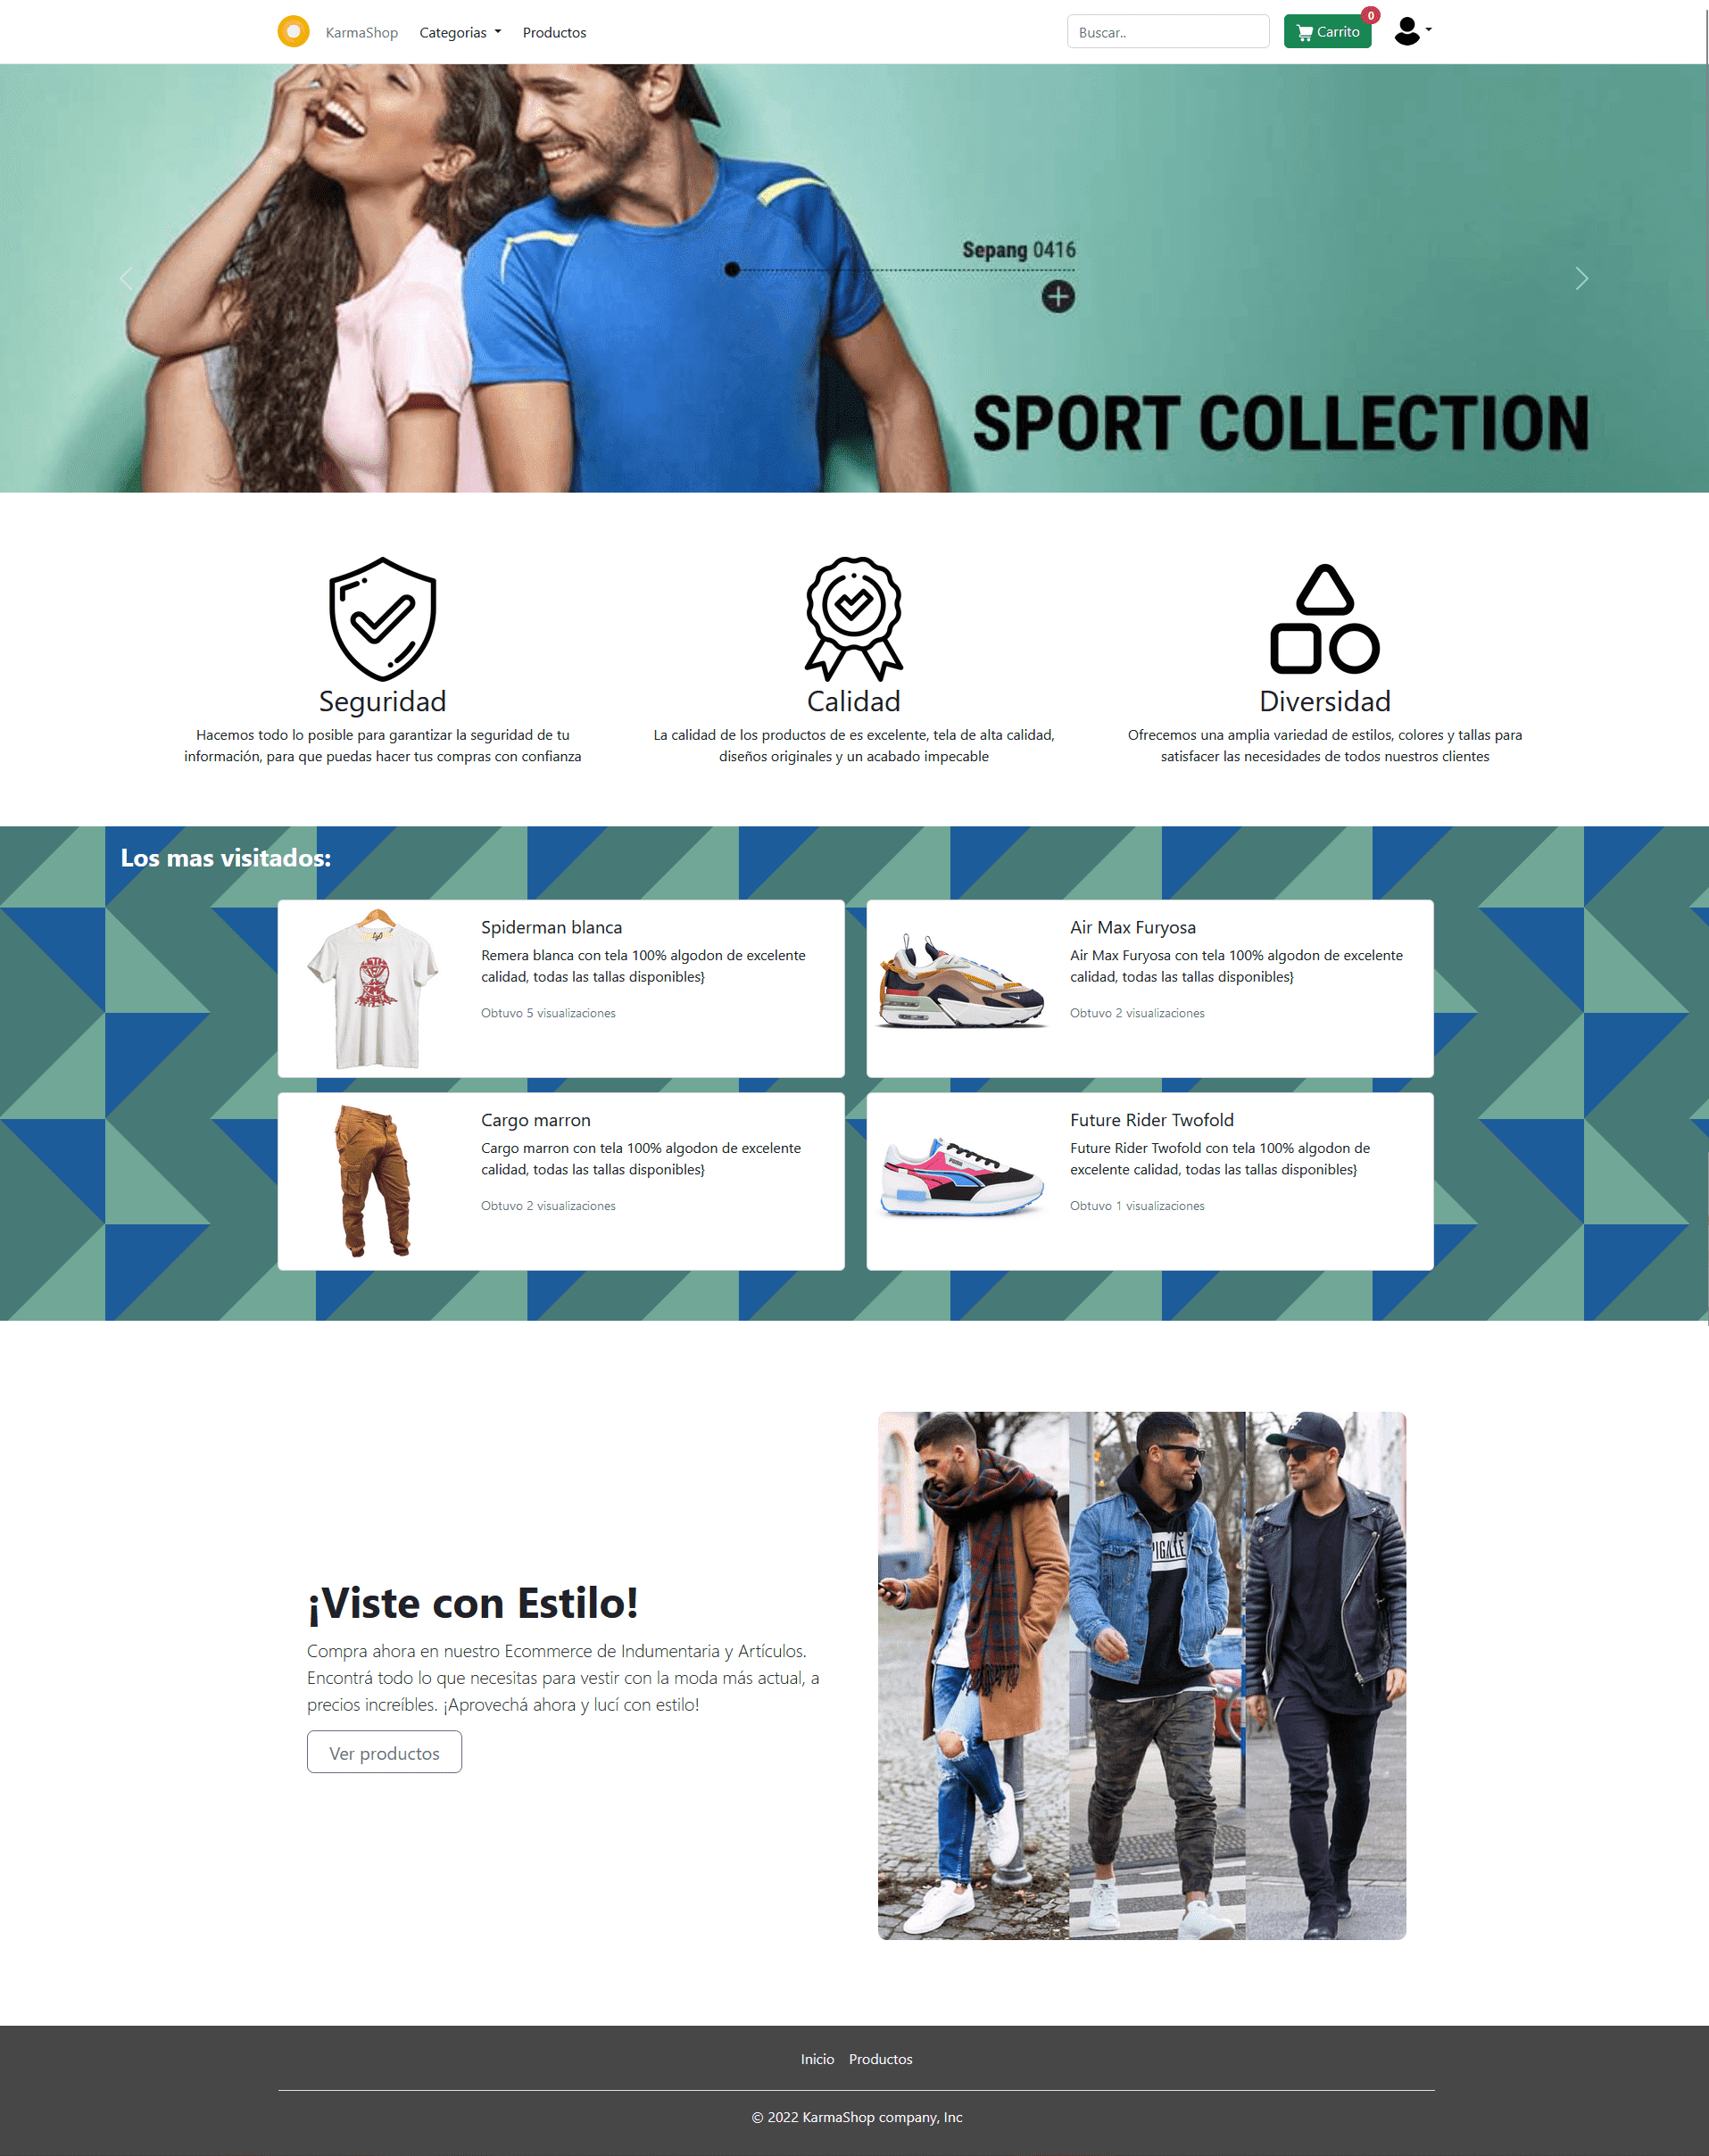 KarmaShop Categorias Productos Buscar.. Carrito 0
Sepang 0416
SPORT COLLECTION
Seguridad
Hacemos todo lo posible para garantizar la seguridad de tu
información, para que puedas hacer tus compras con confianza
Calidad
La calidad de los productos de es excelente, tela de alta calidad,
diseños originales y un acabado impecable
Diversidad
Ofrecemos una amplia variedad de estilos, colores y tallas para
satisfacer las necesidades de todos nuestros clientes
Los mas visitados:
Spiderman blanca
Remera blanca con tela 100% algodon de excelente
calidad, todas las tallas disponibles}
Obtuvo 5 visualizaciones
Air Max Furyosa
Air Max Furyosa con tela 100% algodon de excelente
calidad, todas las tallas disponibles}
Obtuvo 2 visualizaciones
Cargo marron
Cargo marron con tela 100% algodon de excelente
calidad, todas las tallas disponibles}
Obtuvo 2 visualizaciones
Future Rider Twofold
Future Rider Twofold con tela 100% algodon de
excelente calidad, todas las tallas disponibles}
Obtuvo 1 visualizaciones
¡Viste con Estilo!
Compra ahora en nuestro Ecommerce de Indumentaria y Artículos.
Encontrá todo lo que necesitas para vestir con la moda más actual, a
precios increíbles. ¡Aprovechá ahora y lucí con estilo!
Ver productos
PIGALLE
Inicio Productos
© 2022 KarmaShop company, Inc